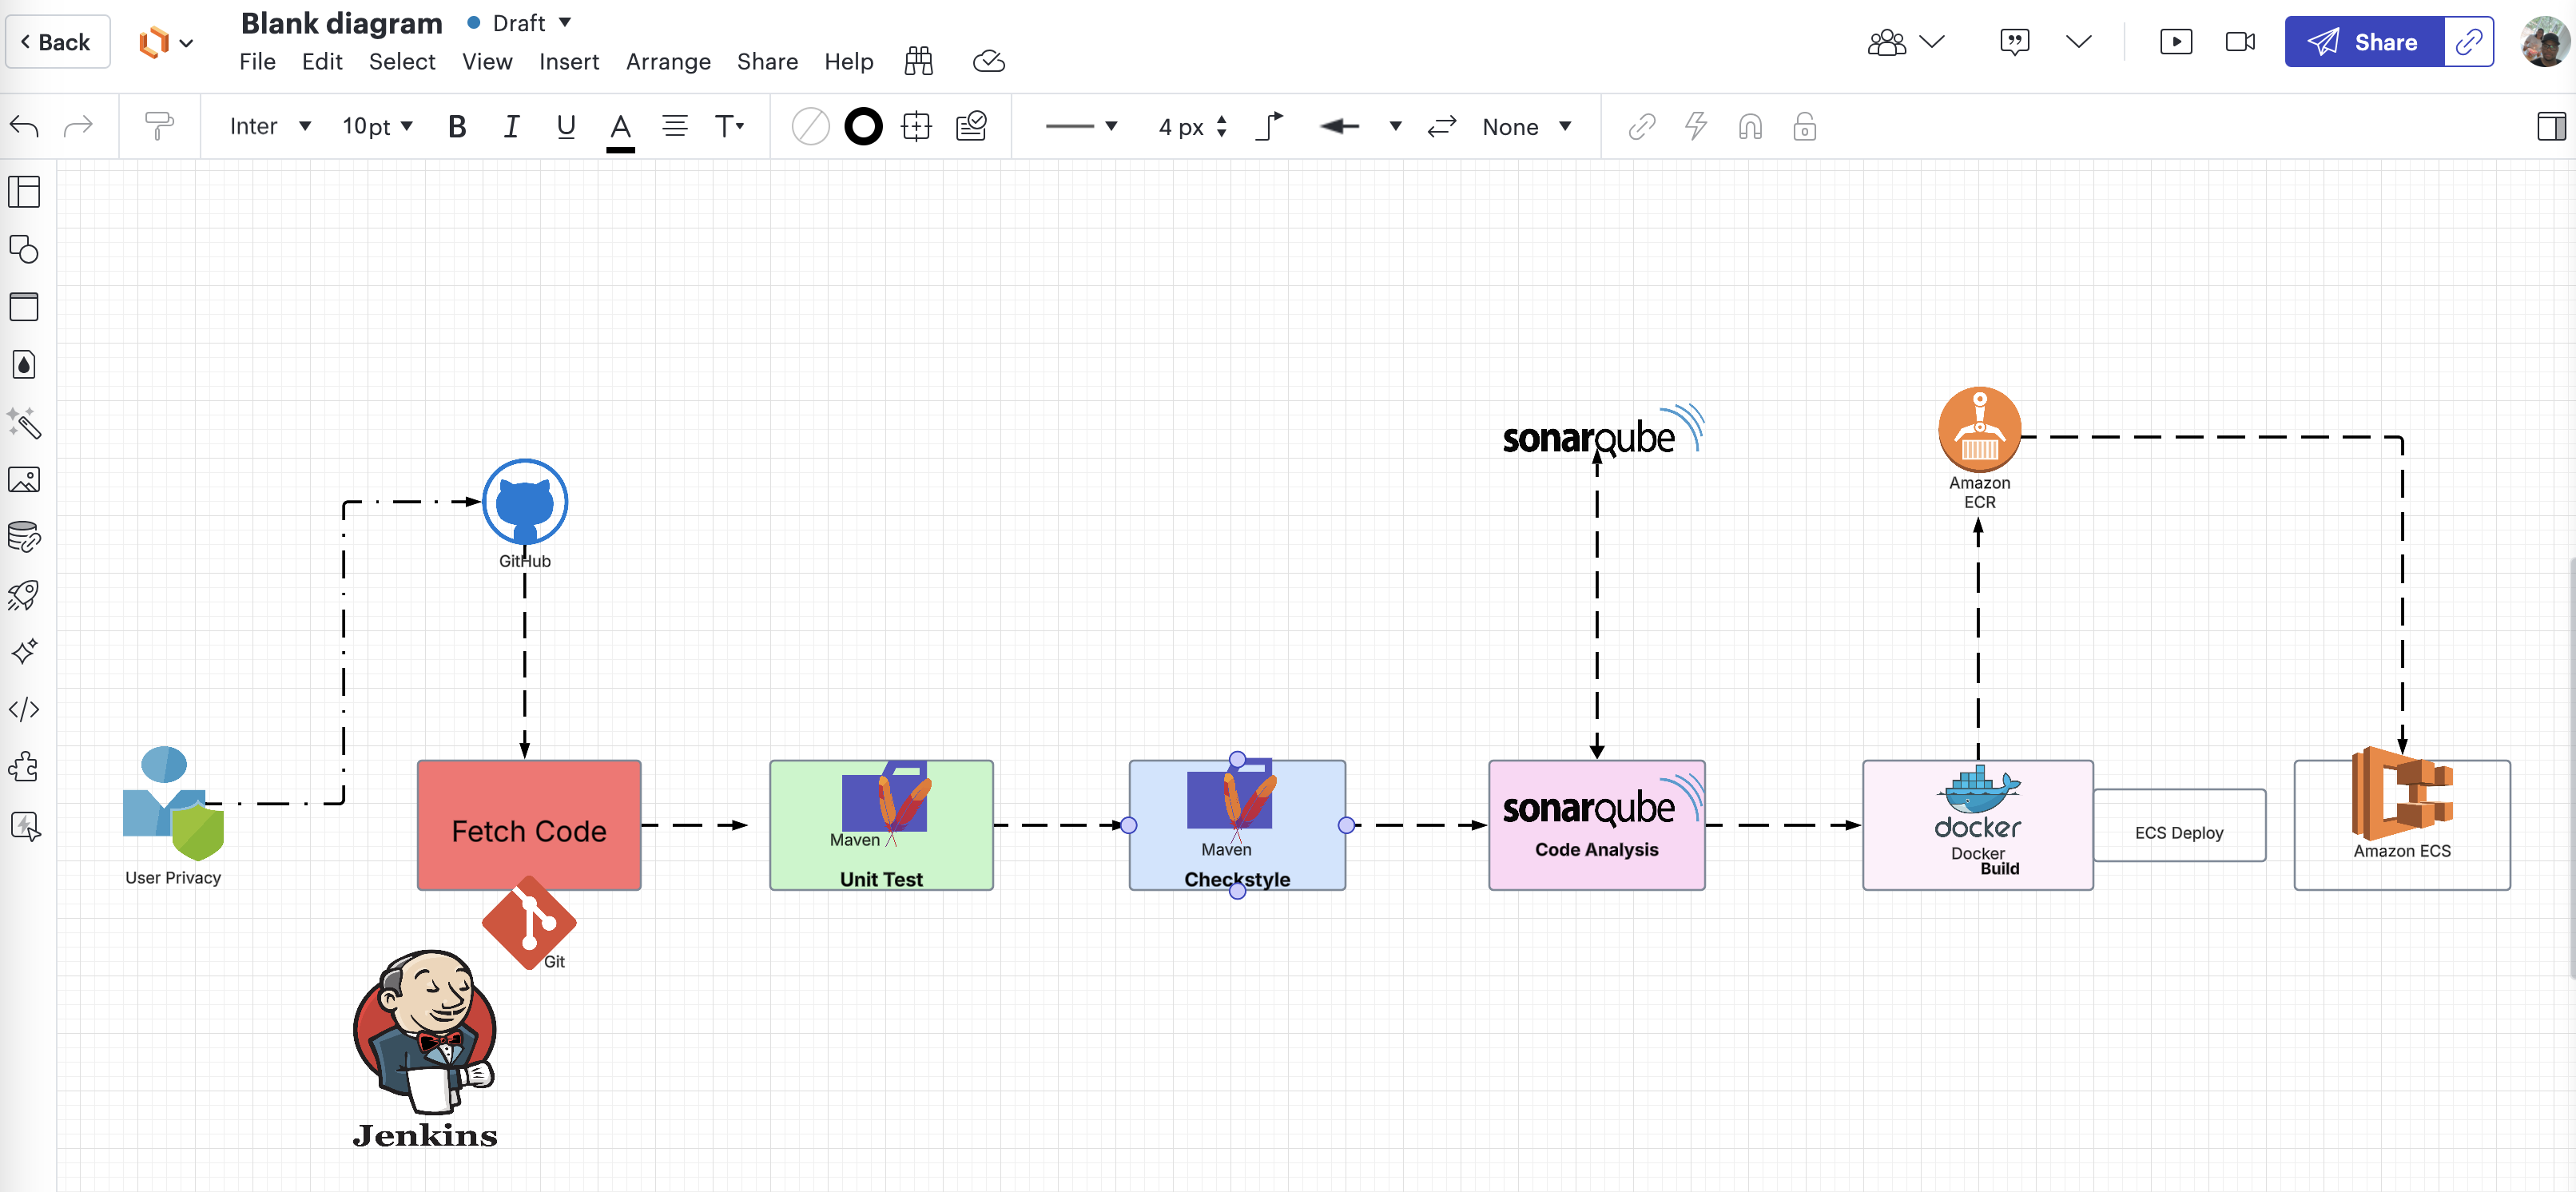 Back
Blank diagram
Draft
File Edit Select View Insert Arrange Share Help
Share
Inter 10pt B I U A T 4 px None
sonarqube
Amazon
ECR
GitHub
Fetch Code
Maven
Unit Test
Maven
Checkstyle
sonarqube
Code Analysis
docker
Docker
Build
ECS Deploy
Amazon ECS
User Privacy
Git
Jenkins